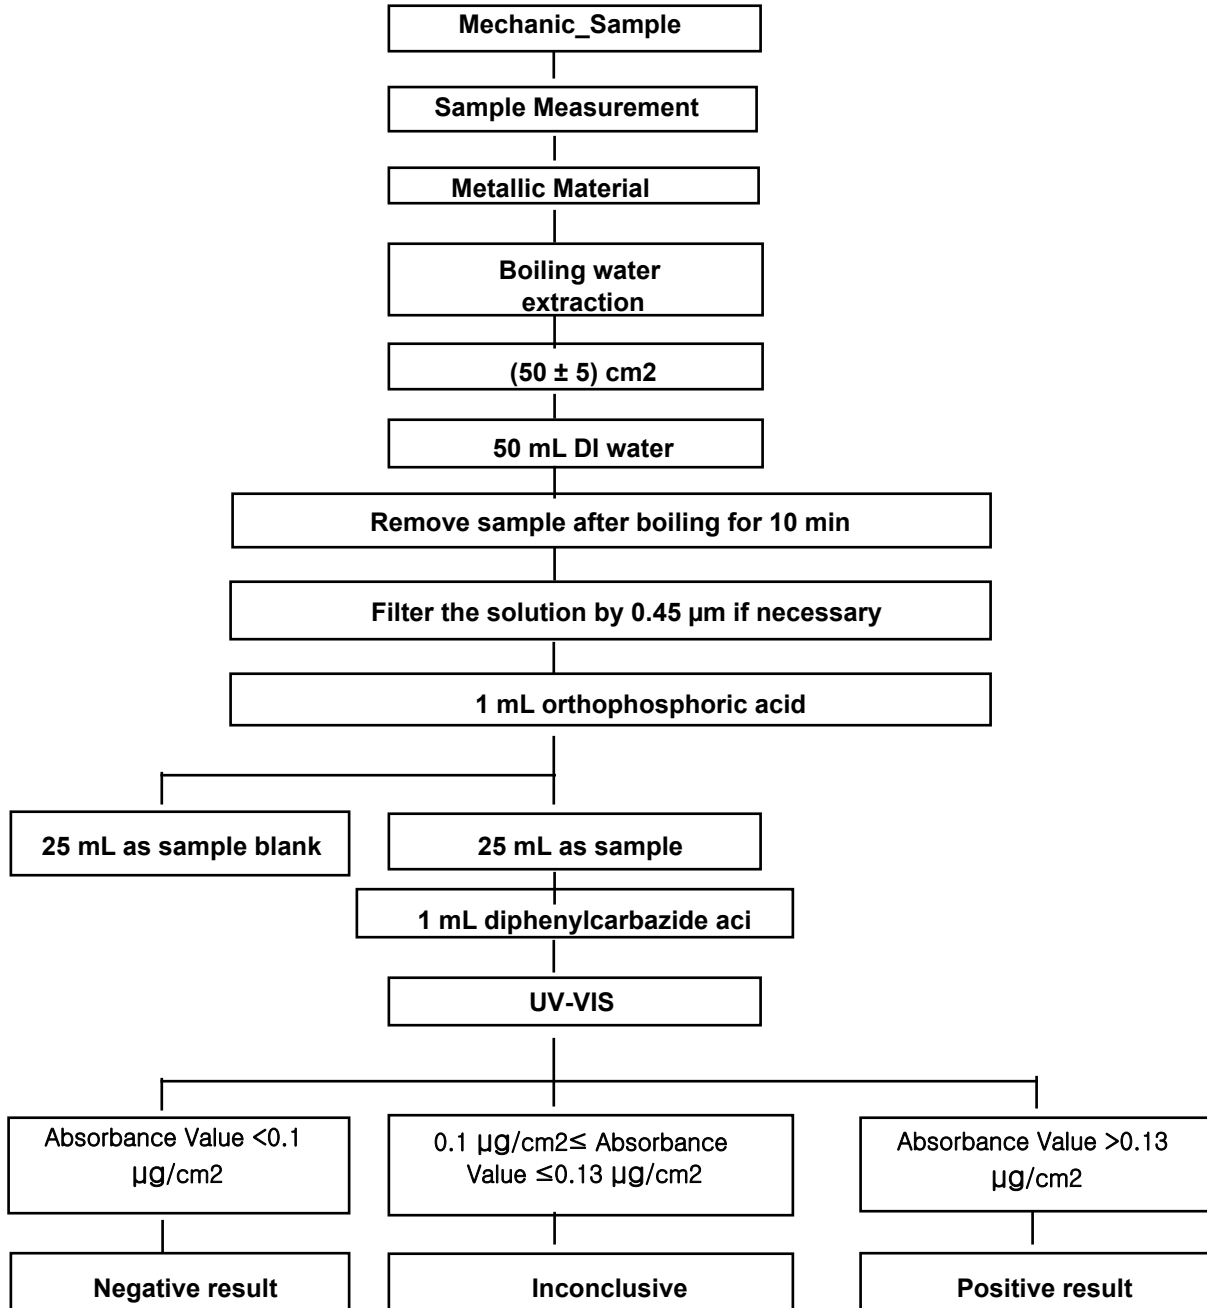 Mechanic_Sample
Sample Measurement
Metallic Material
Boiling water
extraction
(50 ± 5) cm2
50 mL DI water
Remove sample after boiling for 10 min
Filter the solution by 0.45 µm if necessary
1 mL orthophosphoric acid
25 mL as sample blank
25 mL as sample
1 mL diphenylcarbazide aci
UV-VIS
Absorbance Value <0.1
µg/cm2
0.1 µg/cm2≤ Absorbance
Value ≤0.13 µg/cm2
Absorbance Value >0.13
µg/cm2
Negative result
Inconclusive
Positive result